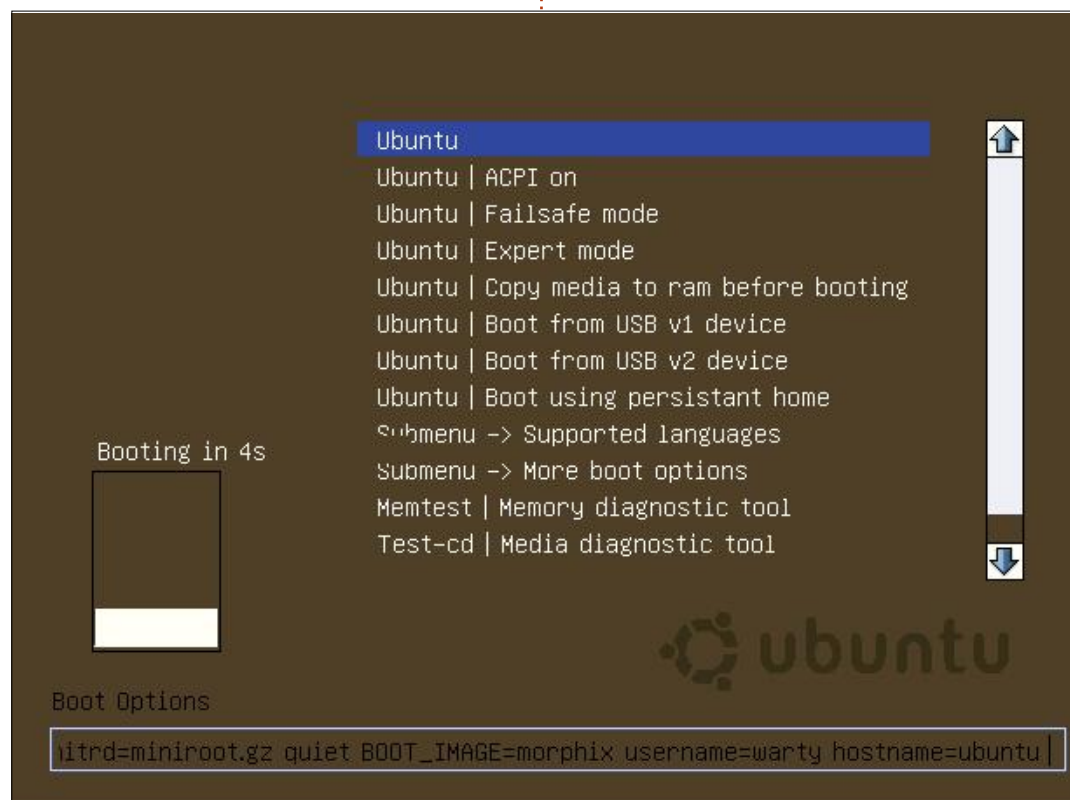 Ubuntu
Ubuntu | ACPI on
Ubuntu | Failsafe mode
Ubuntu | Expert mode
Ubuntu | Copy media to ram before booting
Ubuntu | Boot from USB v1 device
Ubuntu | Boot from USB v2 device
Ubuntu | Boot using persistant home
Submenu -> Supported languages
Submenu -> More boot options
Memtest | Memory diagnostic tool
Test-cd | Media diagnostic tool
Booting in 4s
ubuntu
Boot Options
itrd=miniroot.gz quiet BOOT_IMAGE=morphix username=warty hostname=ubuntu